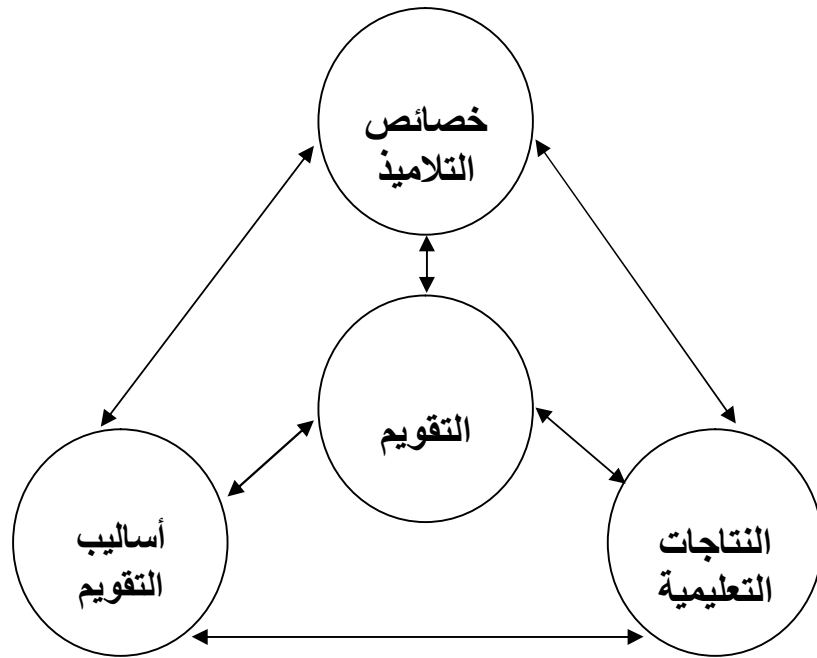 خصائص
التلاميذ
التقويم
النتاجات
التعليمية
أساليب
التقويم